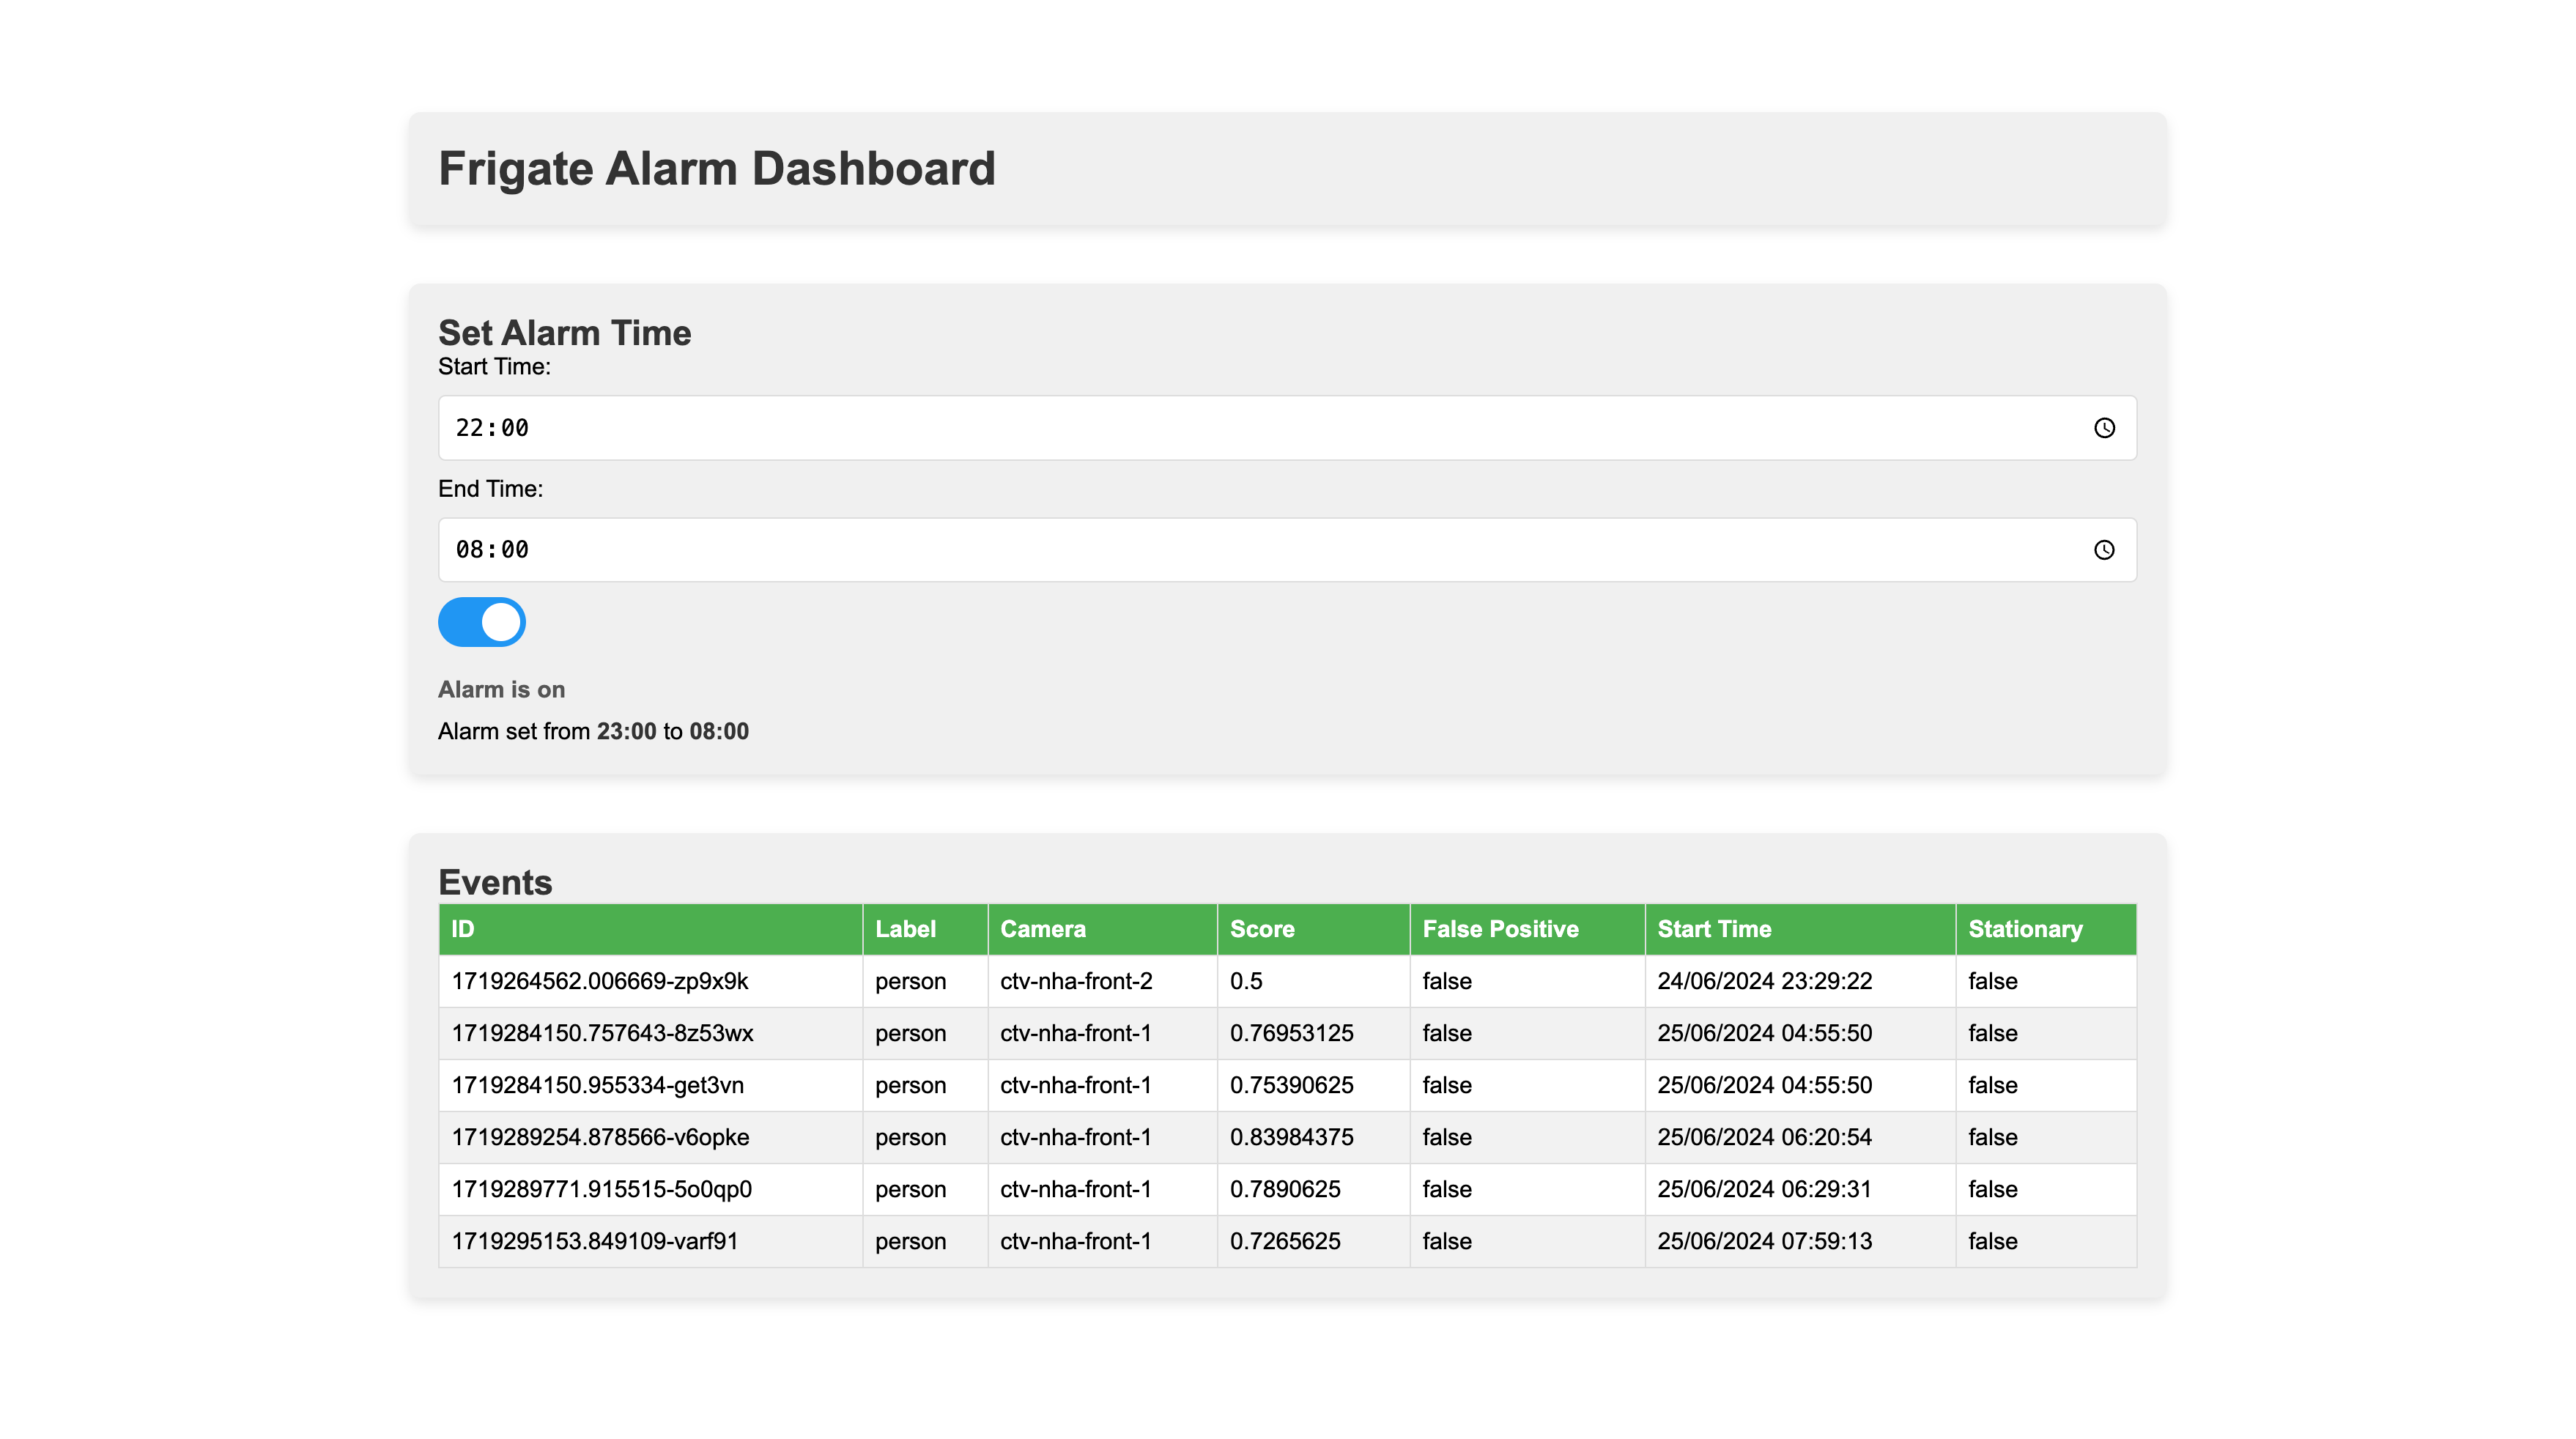 Frigate Alarm Dashboard
Set Alarm Time
Start Time:
22:00
End Time:
08:00
Alarm is on
Alarm set from 23:00 to 08:00
Events
ID Label Camera Score False Positive Start Time Stationary
1719264562.006669-zp9x9k person ctv-nha-front-2 0.5 false 24/06/2024 23:29:22 false
1719284150.757643-8z53wx person ctv-nha-front-1 0.76953125 false 25/06/2024 04:55:50 false
1719284150.955334-get3vn person ctv-nha-front-1 0.75390625 false 25/06/2024 04:55:50 false
1719289254.878566-v6opke person ctv-nha-front-1 0.83984375 false 25/06/2024 06:20:54 false
1719289771.915515-5o0qp0 person ctv-nha-front-1 0.7890625 false 25/06/2024 06:29:31 false
1719295153.849109-varf91 person ctv-nha-front-1 0.7265625 false 25/06/2024 07:59:13 false